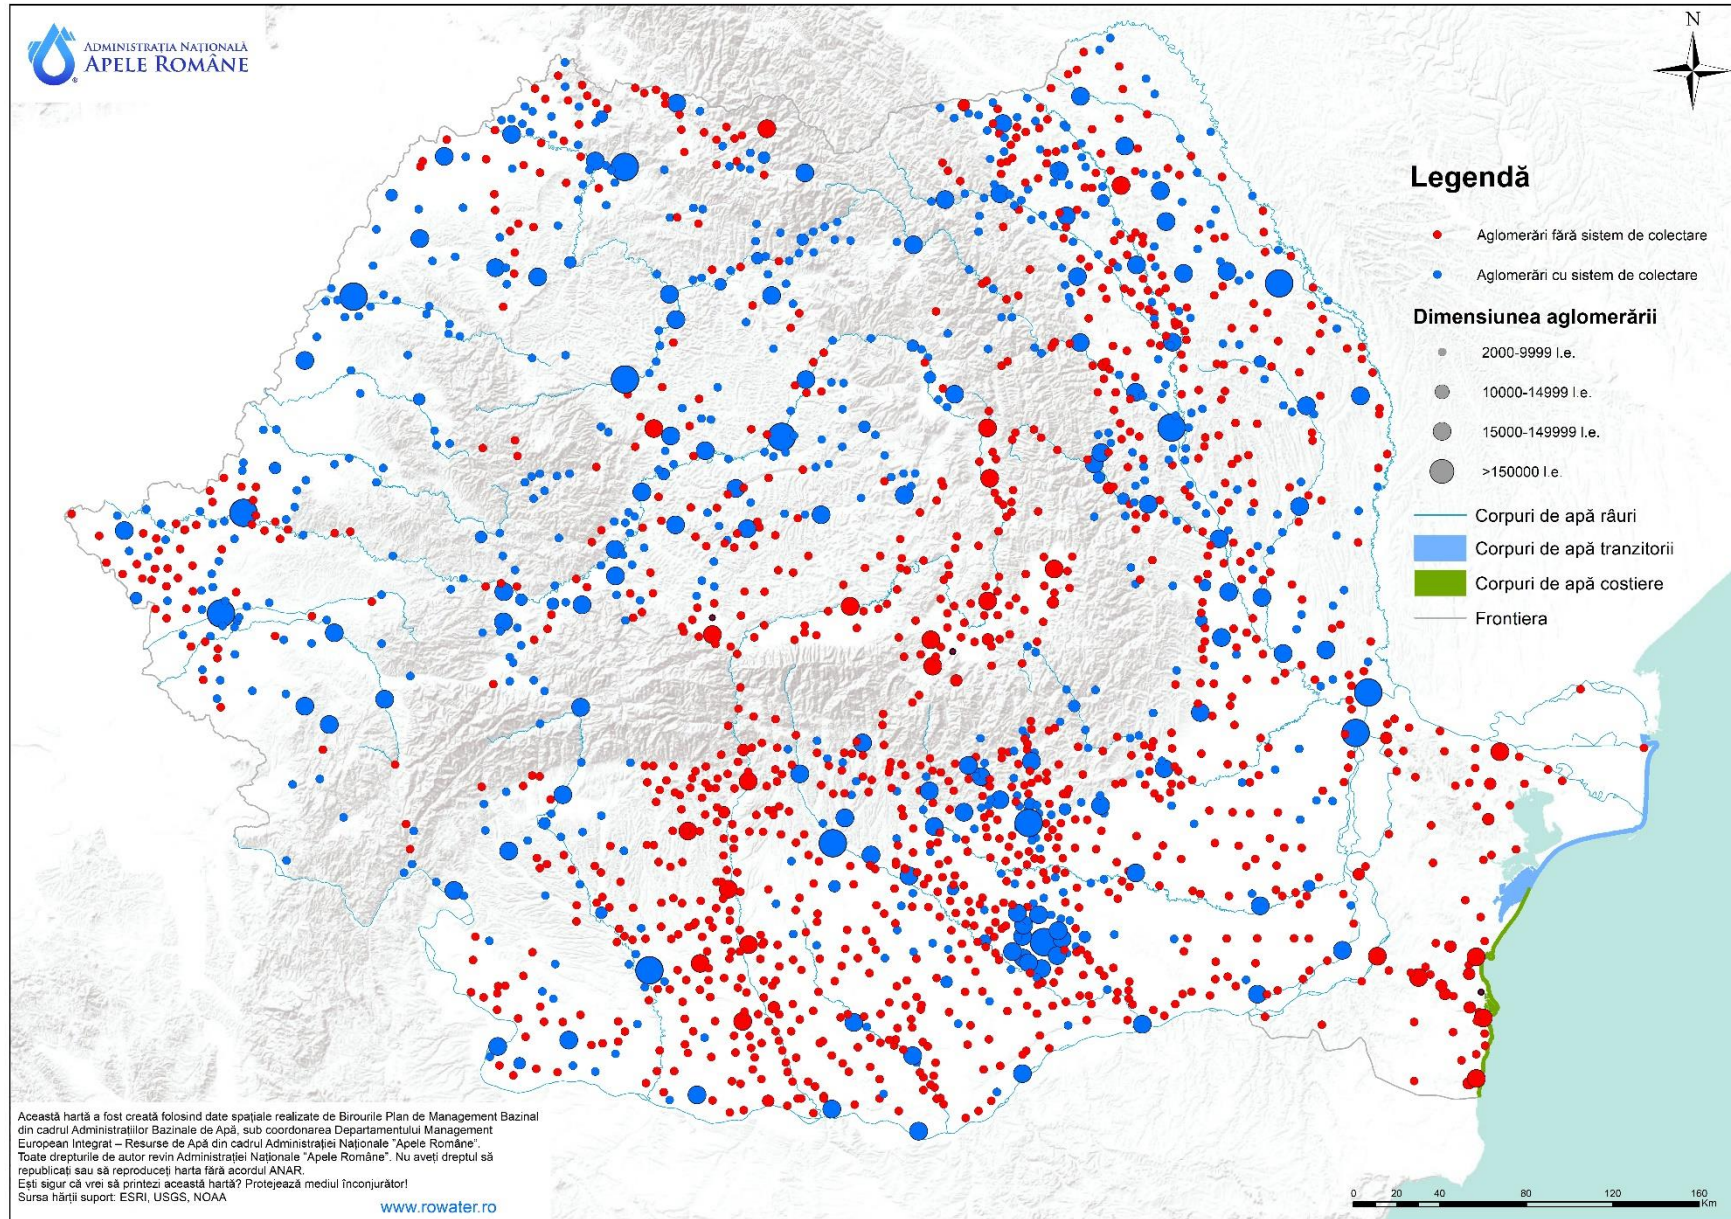 ADMINISTRAȚIA NAȚIONALĂ
APELE ROMÂNE
®
N
Legendă
Aglomerări fără sistem de colectare
Aglomerări cu sistem de colectare
Dimensiunea aglomerării
2000-9999 l.e.
10000-14999 l.e.
15000-149999 l.e.
>150000 l.e.
Corpuri de apă râuri
Corpuri de apă tranzitorii
Corpuri de apă costiere
Frontiera
Această hartă a fost creată folosind date spațiale realizate de Birourile Plan de Management Bazinal
din cadrul Administrațiilor Bazinale de Apă, sub coordonarea Departamentului Management
European Integrat – Resurse de Apă din cadrul Administrației Naționale "Apele Române".
Toate drepturile de autor revin Administrației Naționale "Apele Române". Nu aveți dreptul să
republicați sau să reproduceți harta fără acordul ANAR.
Ești sigur că vrei să printezi această hartă? Protejează mediul înconjurător!
Sursa hărții suport: ESRI, USGS, NOAA
www.rowater.ro
0 20 40 80 120 160
Km